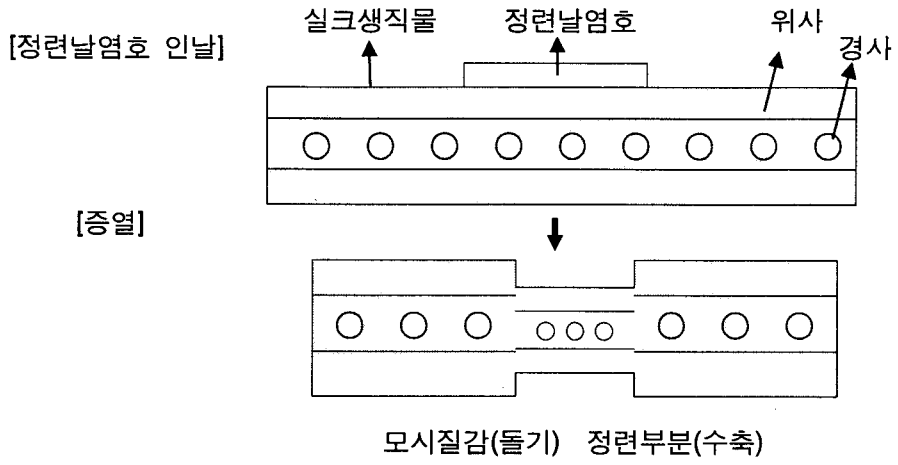 실크생직물 정련날염호 위사
[정련날염호 인날] 경사
[증열]
모시질감(돌기) 정련부분(수축)